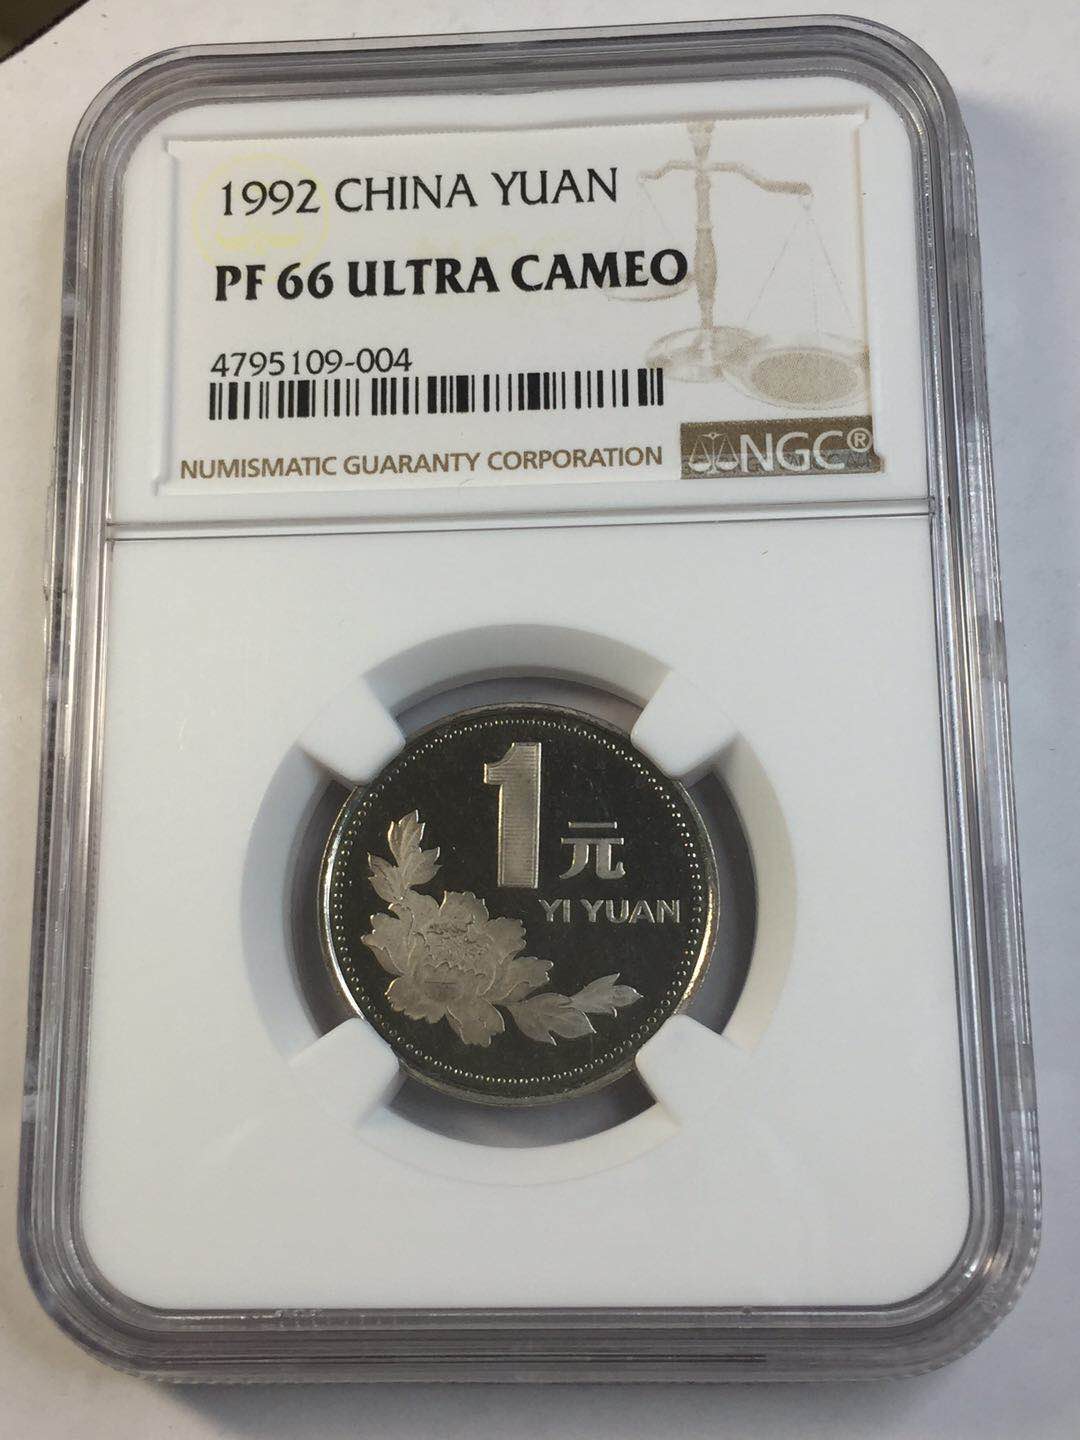 1992 CHINA YUAN
PF 66 ULTRA CAMEO
4795109-004
NUMISMATIC GUARANTY CORPORATION NGC®
1
元
YI YUAN